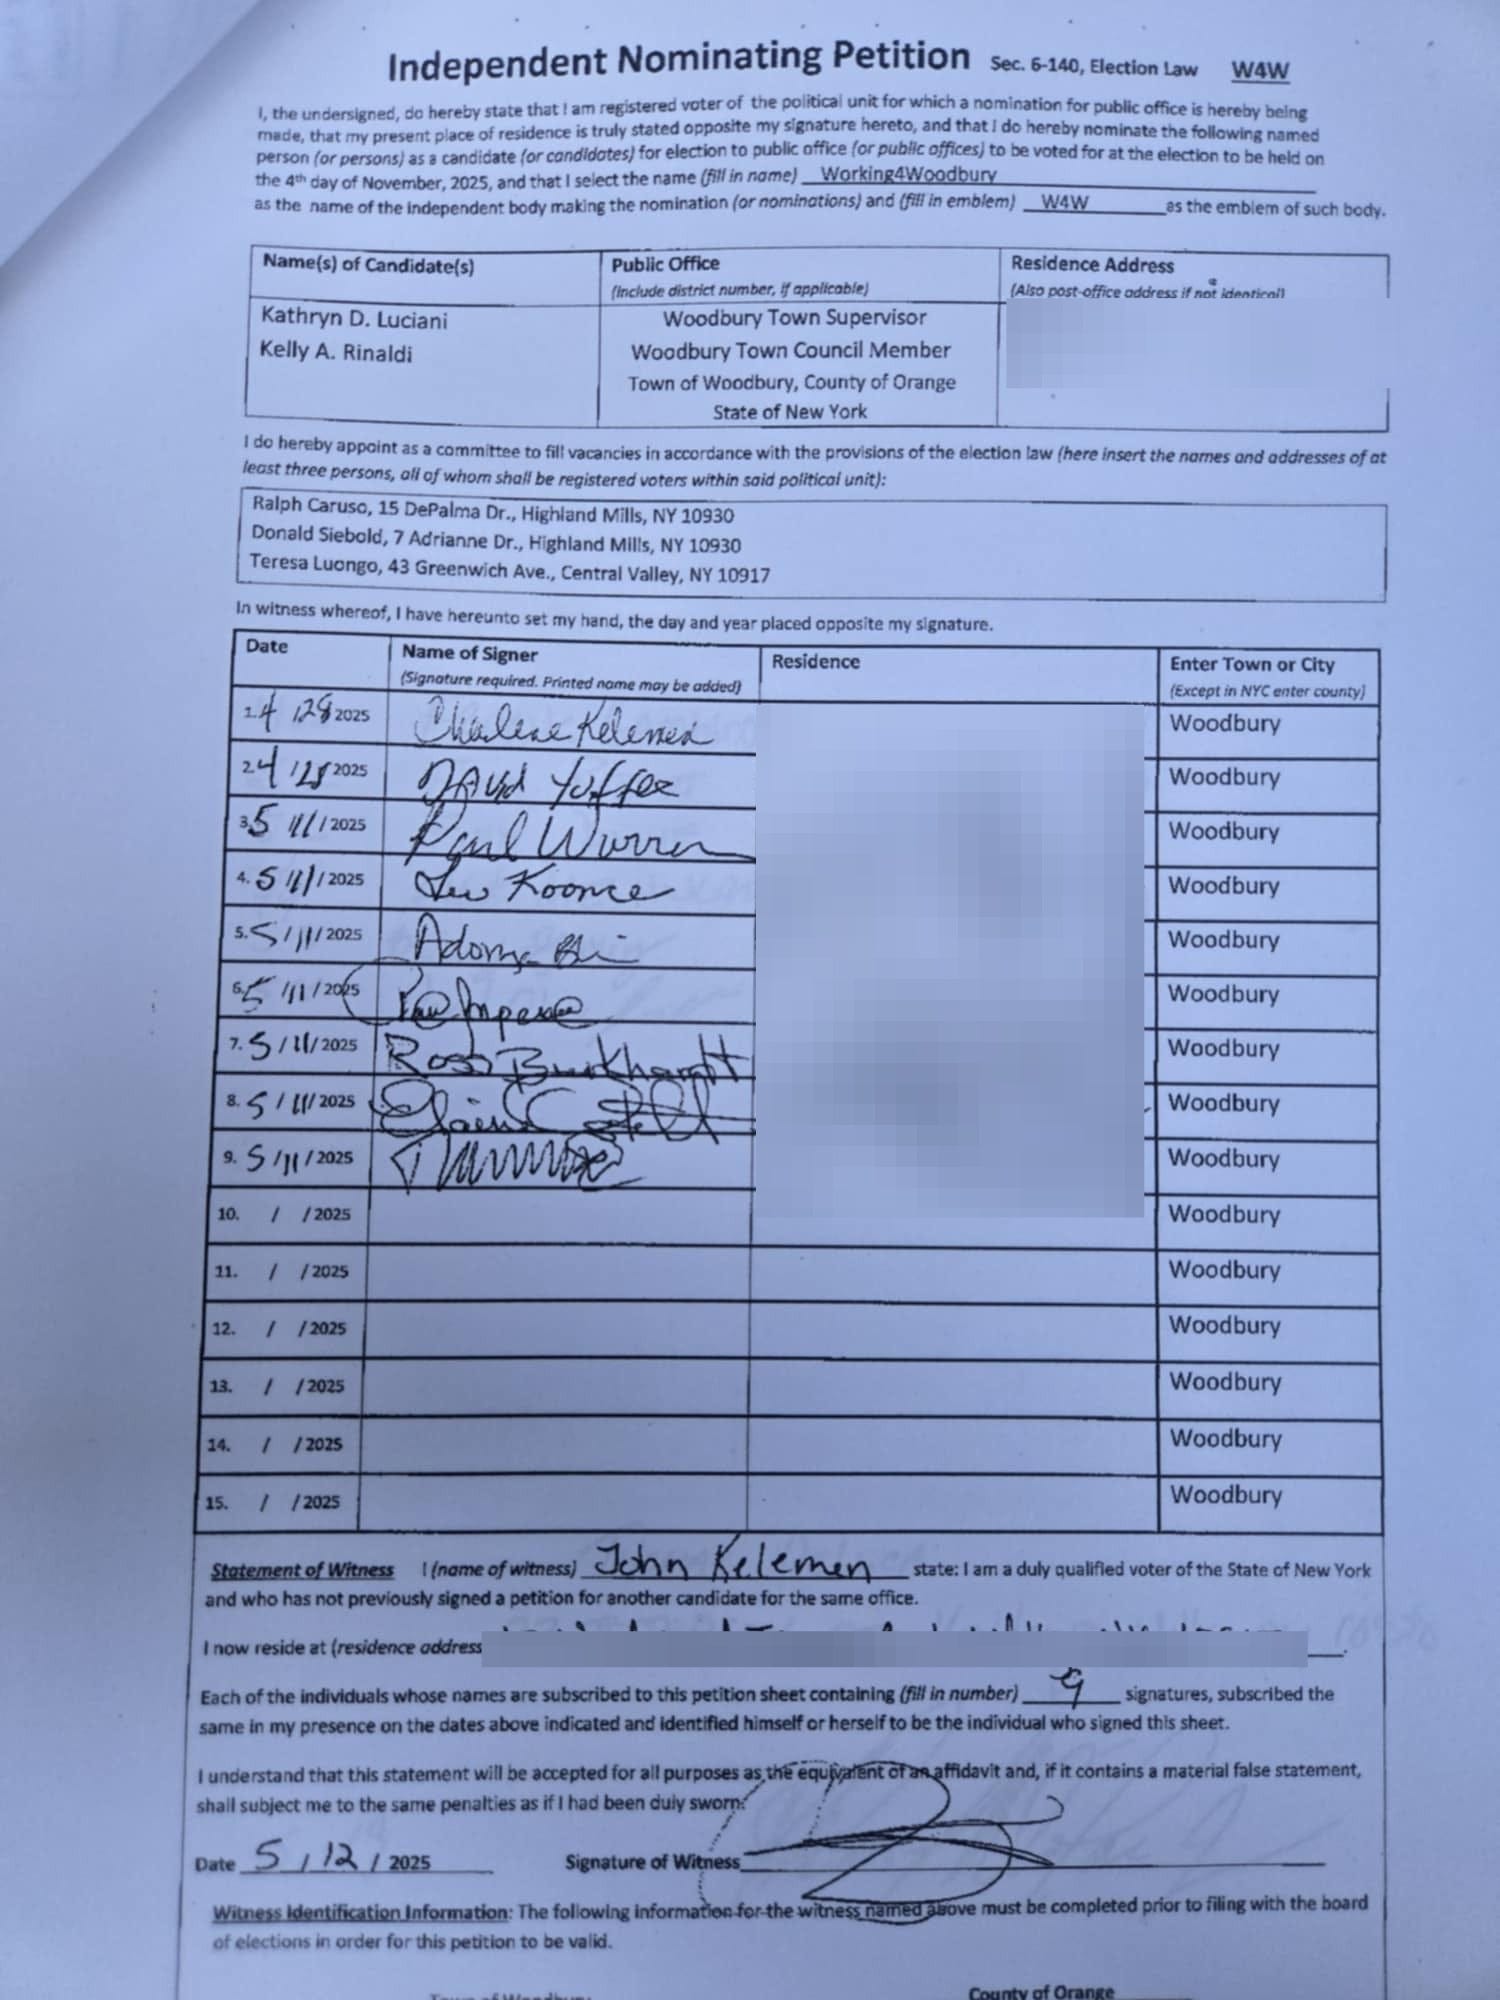 Independent Nominating Petition Sec. 6-140, Election Law W4W
I, the undersigned, do hereby state that I am registered voter of the political unit for which a nomination for public office is hereby being
made, that my present place of residence is truly stated opposite my signature hereto, and that I do hereby nominate the following named
person (or persons) as a candidate (or candidates) for election to public office (or public offices) to be voted for at the election to be held on
the 4th day of November, 2025, and that I select the name (fill in name) Working4Woodbury
as the name of the independent body making the nomination (or nominations) and (fill in emblem) W4W as the emblem of such body.
Name(s) of Candidate(s) Public Office Residence Address
(Include district number, if applicable) (Also post-office address if not identical)
Kathryn D. Luciani Woodbury Town Supervisor
Kelly A. Rinaldi Woodbury Town Council Member
Town of Woodbury, County of Orange
State of New York
I do hereby appoint as a committee to fill vacancies in accordance with the provisions of the election law (here insert the names and addresses of at
least three persons, all of whom shall be registered voters within said political unit):
Ralph Caruso, 15 DePalma Dr., Highland Mills, NY 10930
Donald Siebold, 7 Adrianne Dr., Highland Mills, NY 10930
Teresa Luongo, 43 Greenwich Ave., Central Valley, NY 10917
In witness whereof, I have hereunto set my hand, the day and year placed opposite my signature.
Date Name of Signer Residence Enter Town or City
(Signature required. Printed name may be added) (Except in NYC enter county)
1. 4 /28 2025 Charlene Kelemen Woodbury
2. 4 /28 2025 David Yoffee Woodbury
3. 5 /11/ 2025 Paul Woodbury
4. 5 /11/ 2025 Lew Koonce Woodbury
5. 5 /11/ 2025 Woodbury
6. 5 /11/ 2025 Woodbury
7. 5 /11/ 2025 Ross Burkhardt Woodbury
8. 5 /11/ 2025 Elaine Woodbury
9. 5 /11/ 2025 Woodbury
10. / / 2025 Woodbury
11. / / 2025 Woodbury
12. / / 2025 Woodbury
13. / / 2025 Woodbury
14. / / 2025 Woodbury
15. / / 2025 Woodbury
Statement of Witness I (name of witness) John Kelemen state: I am a duly qualified voter of the State of New York
and who has not previously signed a petition for another candidate for the same office.
I now reside at (residence address
Each of the individuals whose names are subscribed to this petition sheet containing (fill in number) 9 signatures, subscribed the
same in my presence on the dates above indicated and identified himself or herself to be the individual who signed this sheet.
I understand that this statement will be accepted for all purposes as the equivalent of an affidavit and, if it contains a material false statement,
shall subject me to the same penalties as if I had been duly sworn.
Date 5 / 12 / 2025 Signature of Witness
Witness Identification Information: The following information for the witness named above must be completed prior to filing with the board
of elections in order for this petition to be valid.
Town of Woodbury County of Orange